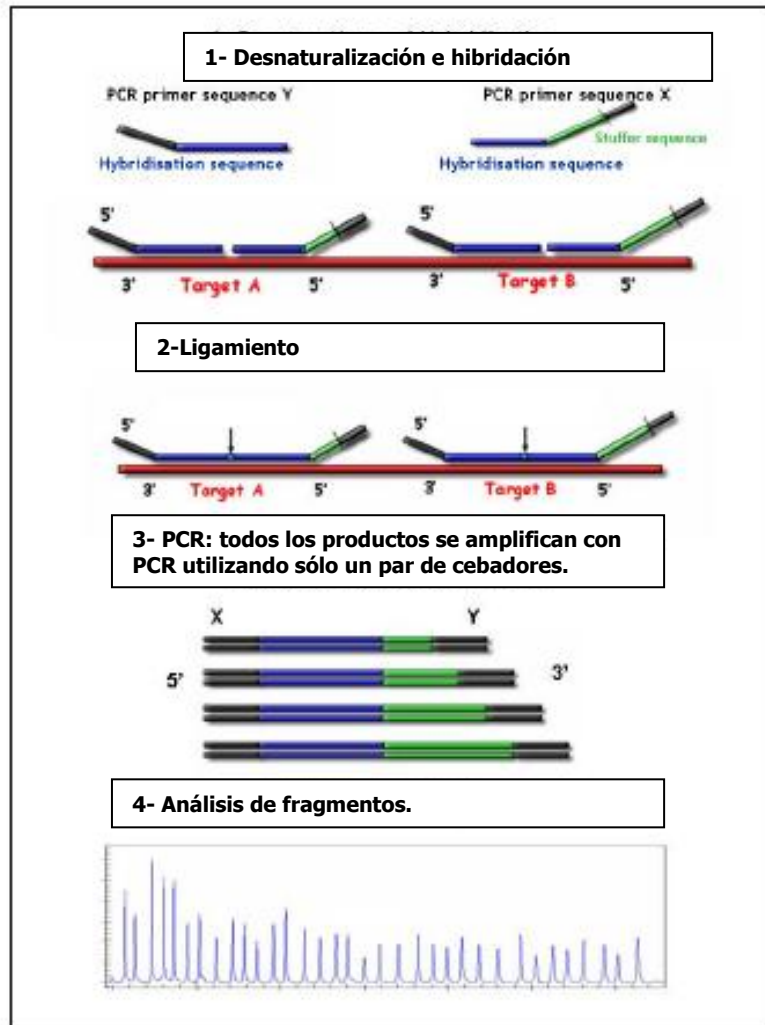 1- Desnaturalización e hibridación
PCR primer sequence Y
PCR primer sequence X
Stuffer sequence
Hybridisation sequence
Hybridisation sequence
5'
5'
3'
Target A
5'
3'
Target B
5'
2-Ligamiento
5'
5'
3'
Target A
5'
3'
Target B
5'
3- PCR: todos los productos se amplifican con
PCR utilizando sólo un par de cebadores.
X
Y
5'
3'
4- Análisis de fragmentos.